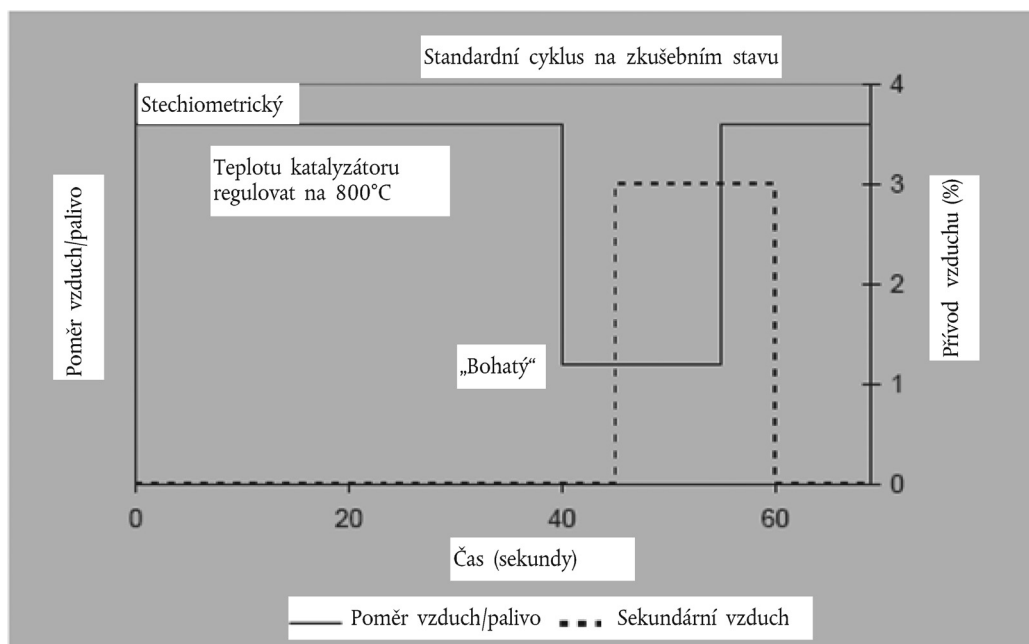 Standardní cyklus na zkušebním stavu
Stechiometrický
Teplotu katalyzátoru
regulovat na 800°C
„Bohatý“
Poměr vzduch/palivo
Přívod vzduchu (%)
4
3
2
1
0
0 20 40 60
Čas (sekundy)
Poměr vzduch/palivo Sekundární vzduch